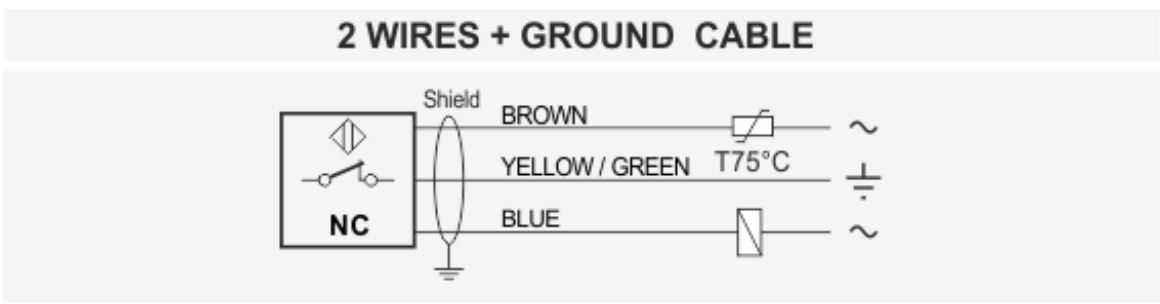 2 WIRES + GROUND CABLE
Shield
BROWN
~
YELLOW / GREEN
T75°C
NC
BLUE
~